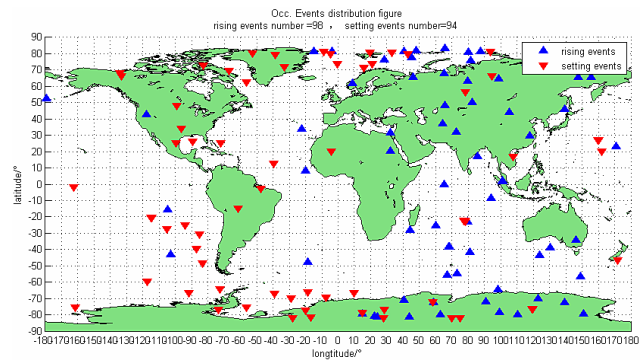 Occ. Events distribution figure
rising events number =98 , setting events number=94
rising events
setting events
latitude/°
90
80
70
60
50
40
30
20
10
0
-10
-20
-30
-40
-50
-60
-70
-80
-90
-180-170-160-150-140-130-120-110-100-90 -80 -70 -60 -50 -40 -30 -20 -10 0 10 20 30 40 50 60 70 80 90 100 110 120 130 140 150 160 170 180
longtitude/°